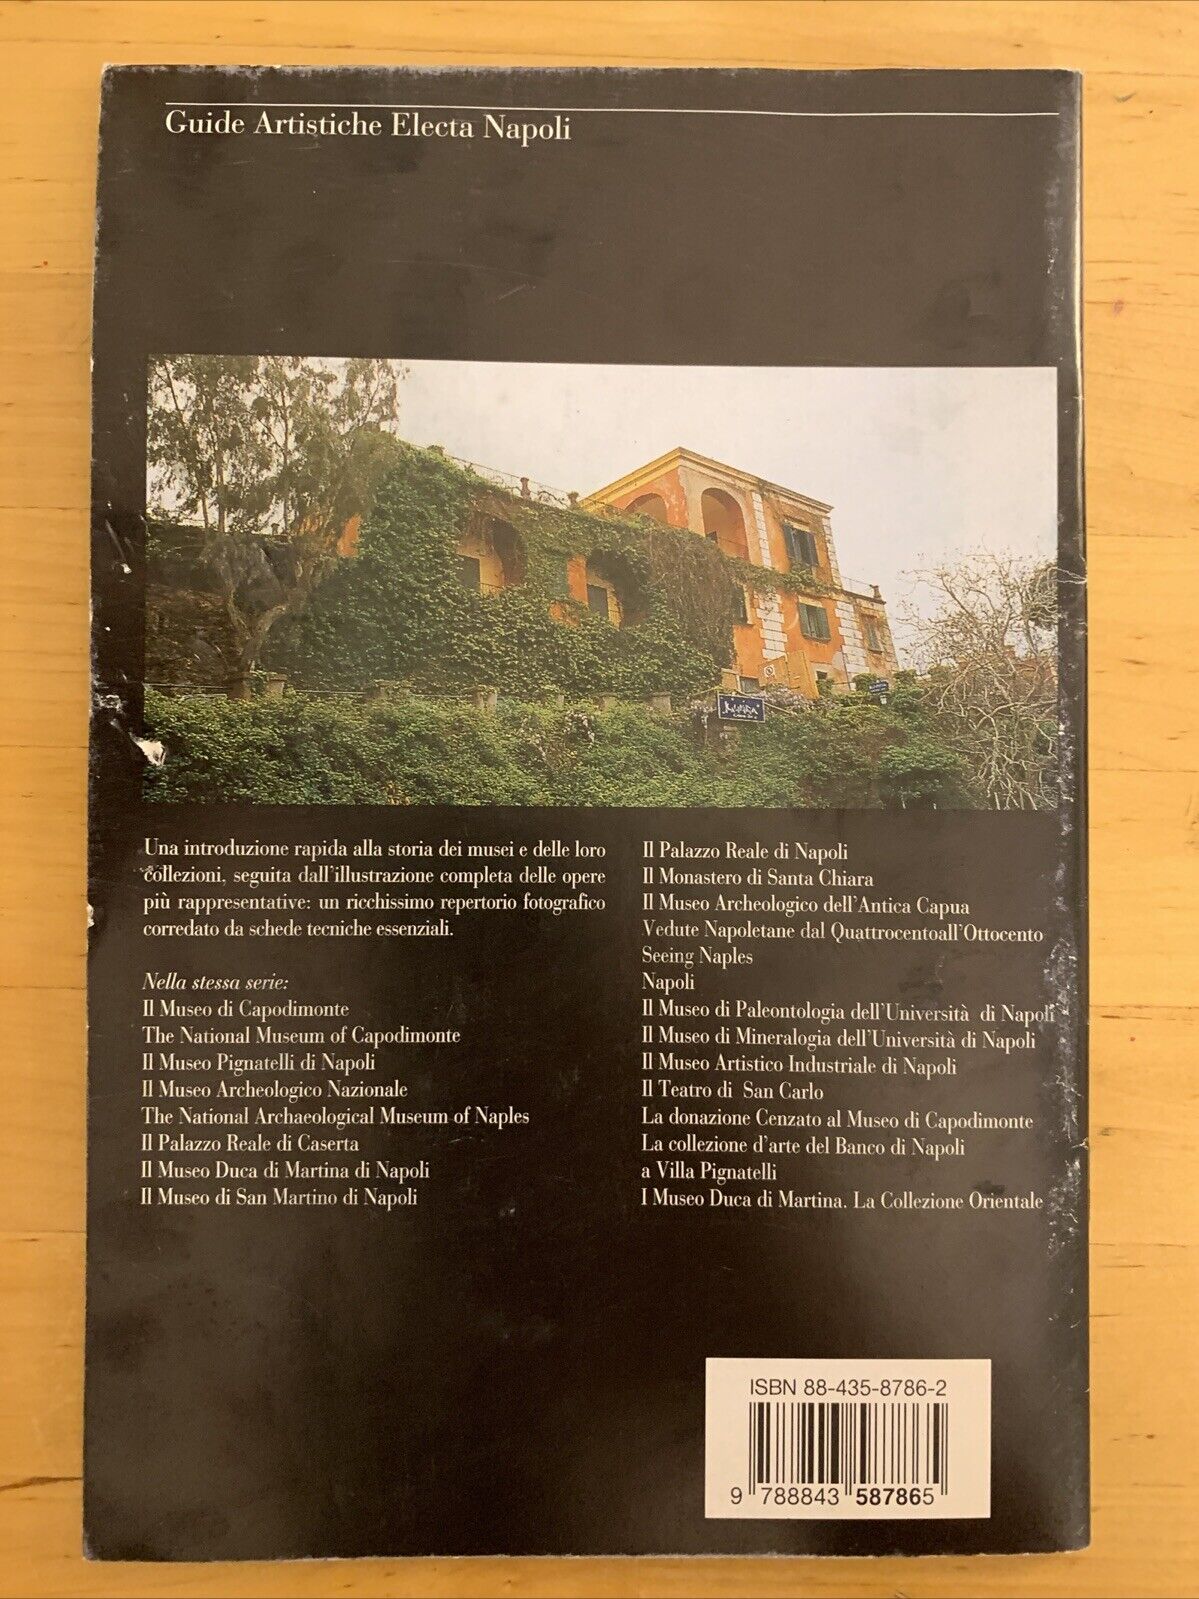 Guide Artistiche Electa Napoli
Una introduzione rapida alla storia dei musei e delle loro
collezioni, seguita dall'illustrazione completa delle opere
più rappresentative: un ricchissimo repertorio fotografico
corredato da schede tecniche essenziali.
Nella stessa serie:
Il Museo di Capodimonte
The National Museum of Capodimonte
Il Museo Pignatelli di Napoli
Il Museo Archeologico Nazionale
The National Archaeological Museum of Naples
Il Palazzo Reale di Caserta
Il Museo Duca di Martina di Napoli
Il Museo di San Martino di Napoli
Il Palazzo Reale di Napoli
Il Monastero di Santa Chiara
Il Museo Archeologico dell'Antica Capua
Vedute Napoletane dal Quattrocentoall'Ottocento
Seeing Naples
Napoli
Il Museo di Paleontologia dell'Università di Napoli
Il Museo di Mineralogia dell'Università di Napoli
Il Museo Artistico Industriale di Napoli
Il Teatro di San Carlo
La donazione Cenzato al Museo di Capodimonte
La collezione d'arte del Banco di Napoli
a Villa Pignatelli
I Museo Duca di Martina. La Collezione Orientale
ISBN 88-435-8786-2
9 788843 587865